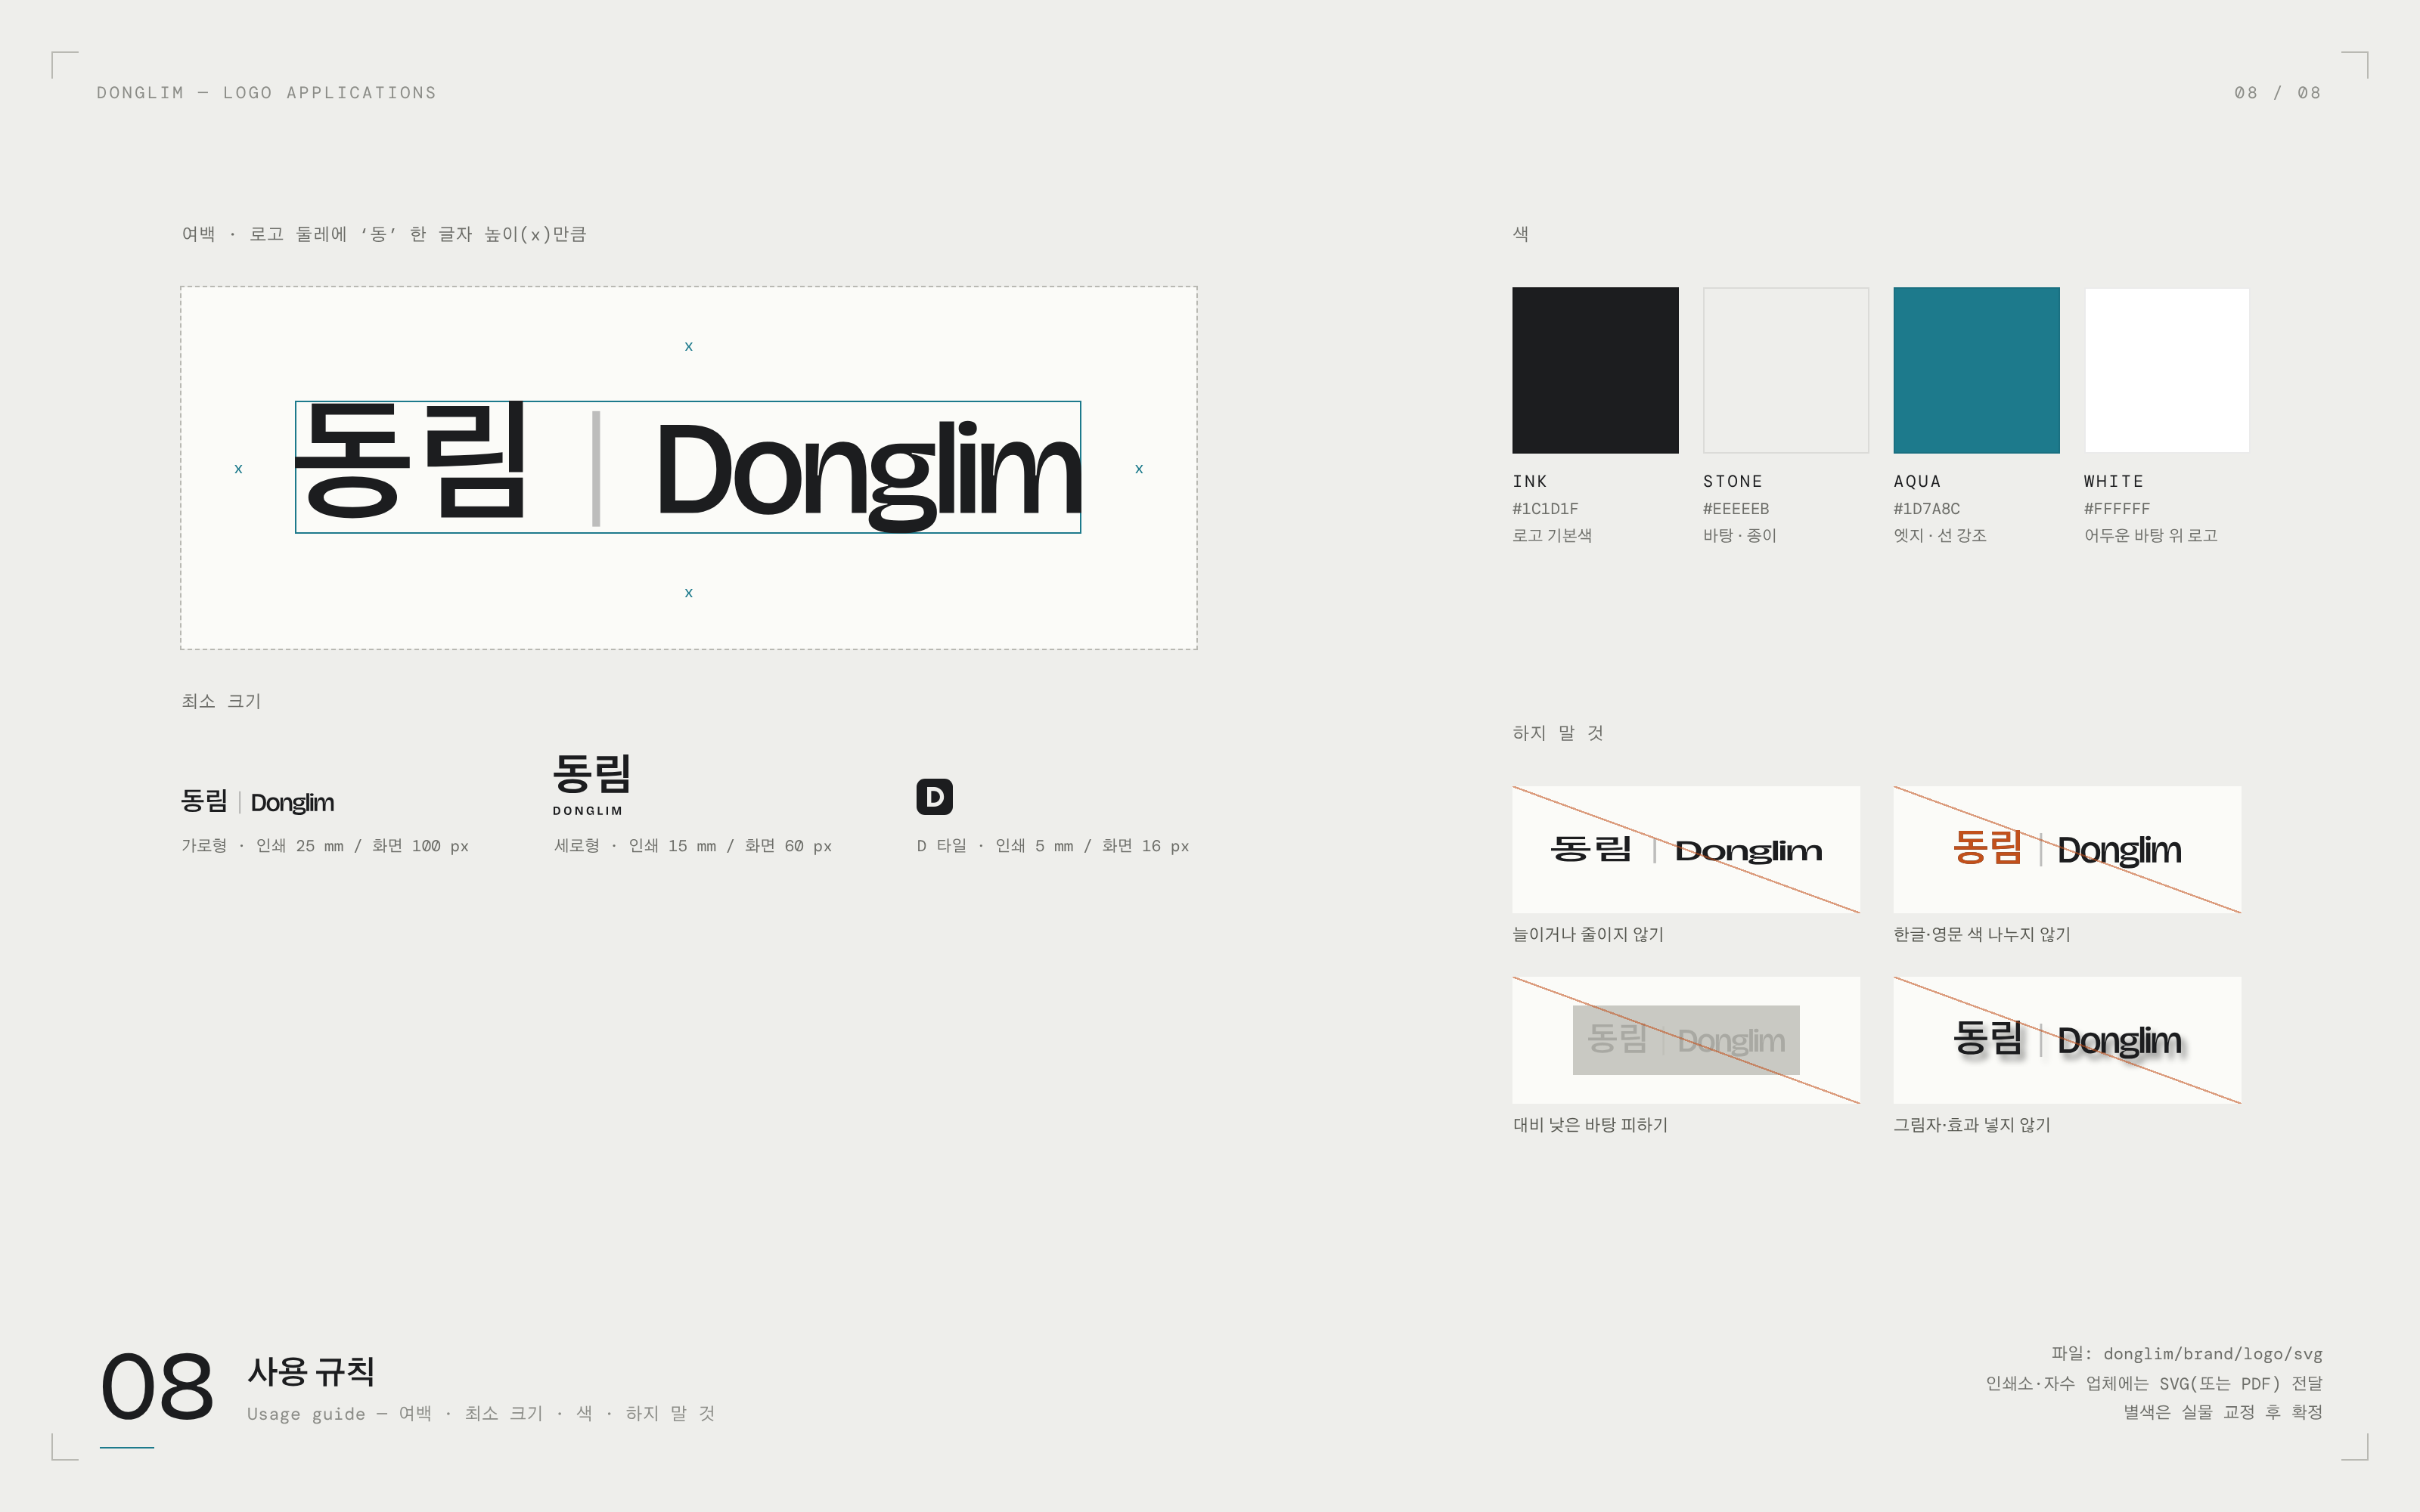 DONGLIM — LOGO APPLICATIONS
08 / 08
여백 · 로고 둘레에 ‘동’ 한 글자 높이(x)만큼
x
x
동림 | Donglim
x
x
최소 크기
동림 | Donglim
가로형 · 인쇄 25 mm / 화면 100 px
동림
DONGLIM
세로형 · 인쇄 15 mm / 화면 60 px
D
D 타일 · 인쇄 5 mm / 화면 16 px
색
INK
#1C1D1F
로고 기본색
STONE
#EEEEEB
바탕 · 종이
AQUA
#1D7A8C
엣지 · 선 강조
WHITE
#FFFFFF
어두운 바탕 위 로고
하지 말 것
동림 | Donglim
늘이거나 줄이지 않기
동림 | Donglim
한글·영문 색 나누지 않기
동림 | Donglim
대비 낮은 바탕 피하기
동림 | Donglim
그림자·효과 넣지 않기
08
사용 규칙
Usage guide — 여백 · 최소 크기 · 색 · 하지 말 것
파일: donglim/brand/logo/svg
인쇄소·자수 업체에는 SVG(또는 PDF) 전달
별색은 실물 교정 후 확정